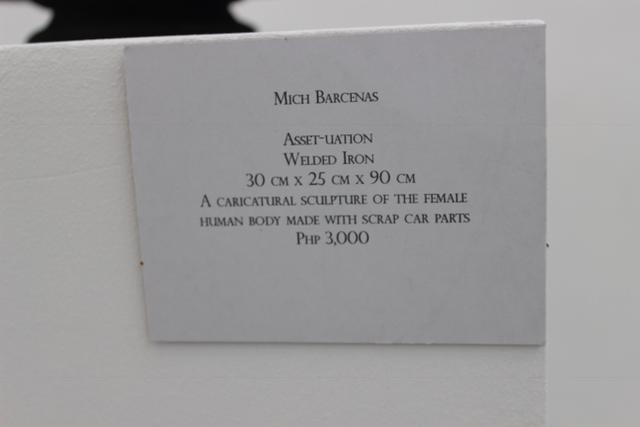 Mich Barcenas
Asset-uation
Welded Iron
30 cm x 25 cm x 90 cm
A caricatural sculpture of the female
human body made with scrap car parts
Php 3,000